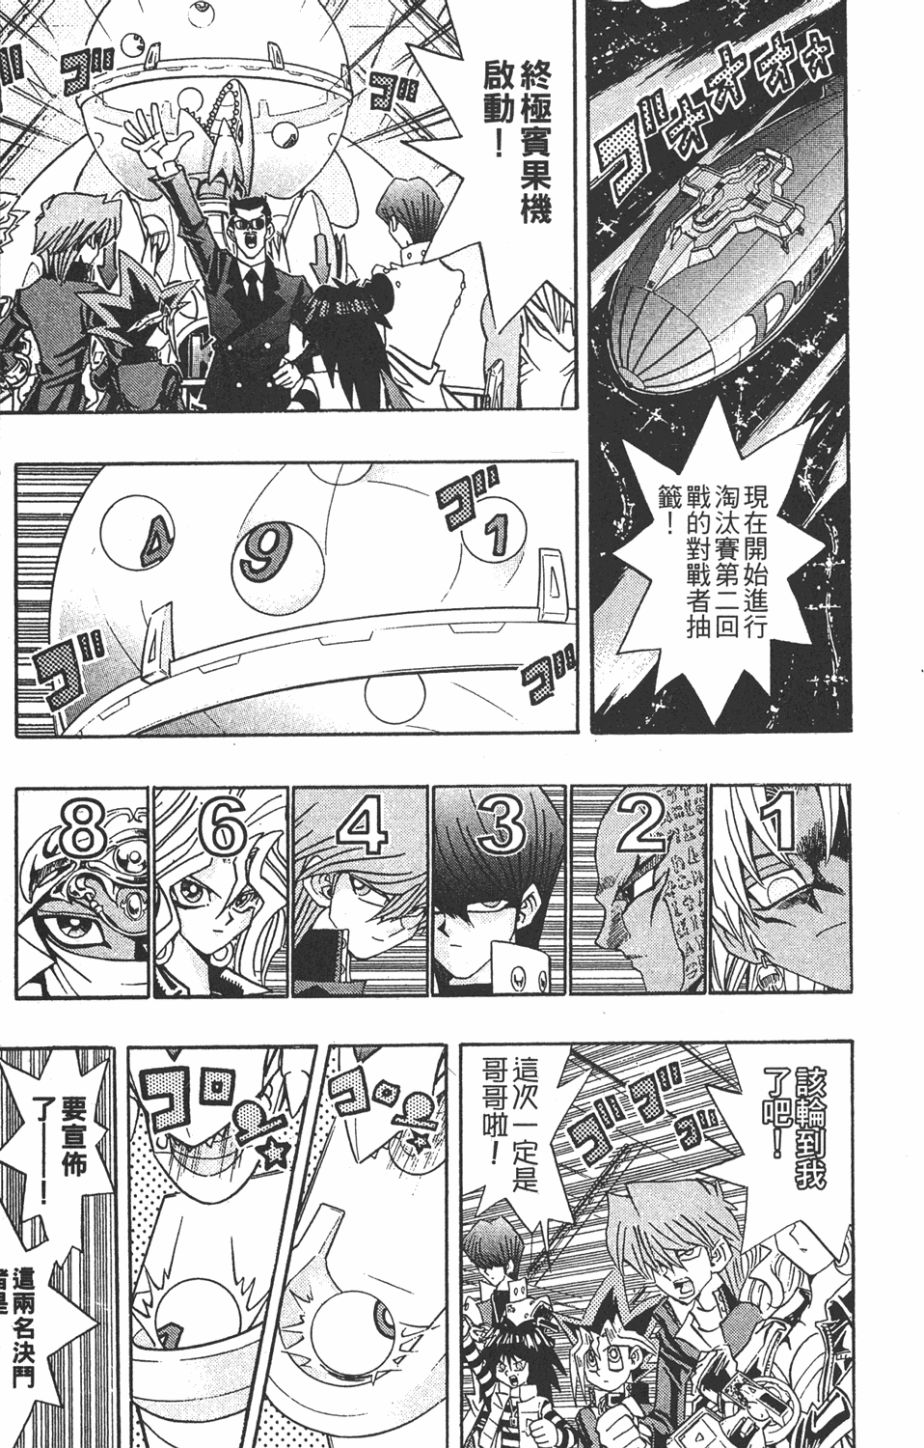 ゴオオオオ
現在開始進行
淘汰賽第二回
戰的對戰者抽
籤！
終極賓果機
啟動！
ゴ
ゴ
ゴ
4
9
1
ゴ
ゴ
ゴ
1
2
3
4
6
8
該輪到我
了吧！
這次一定是
哥哥啦！
ゴゴゴ
コロ
コロ
要宣佈
了——！
這兩名決鬥
者是